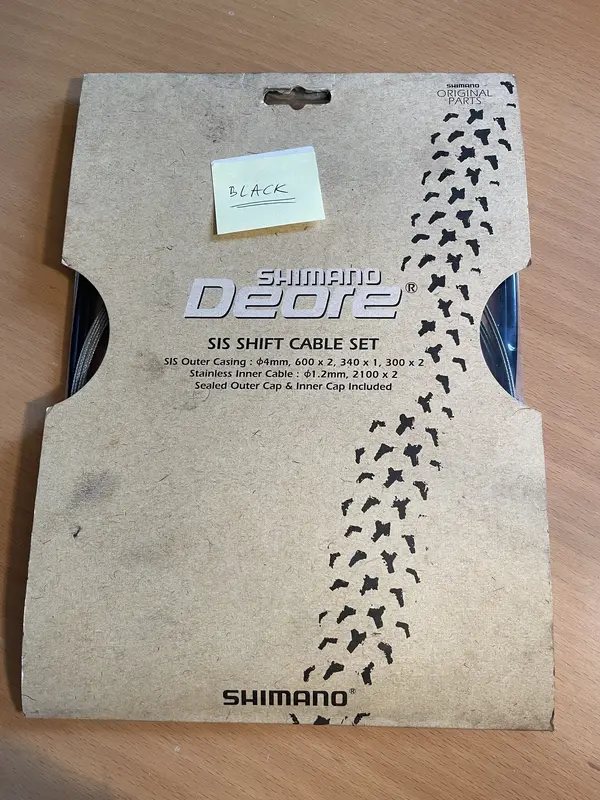 SHIMANO
ORIGINAL
PARTS
BLACK
SHIMANO
Deore®
SIS SHIFT CABLE SET
SIS Outer Casing : φ4mm, 600 x 2, 340 x 1, 300 x 2
Stainless Inner Cable : φ1.2mm, 2100 x 2
Sealed Outer Cap & Inner Cap Included
SHIMANO®